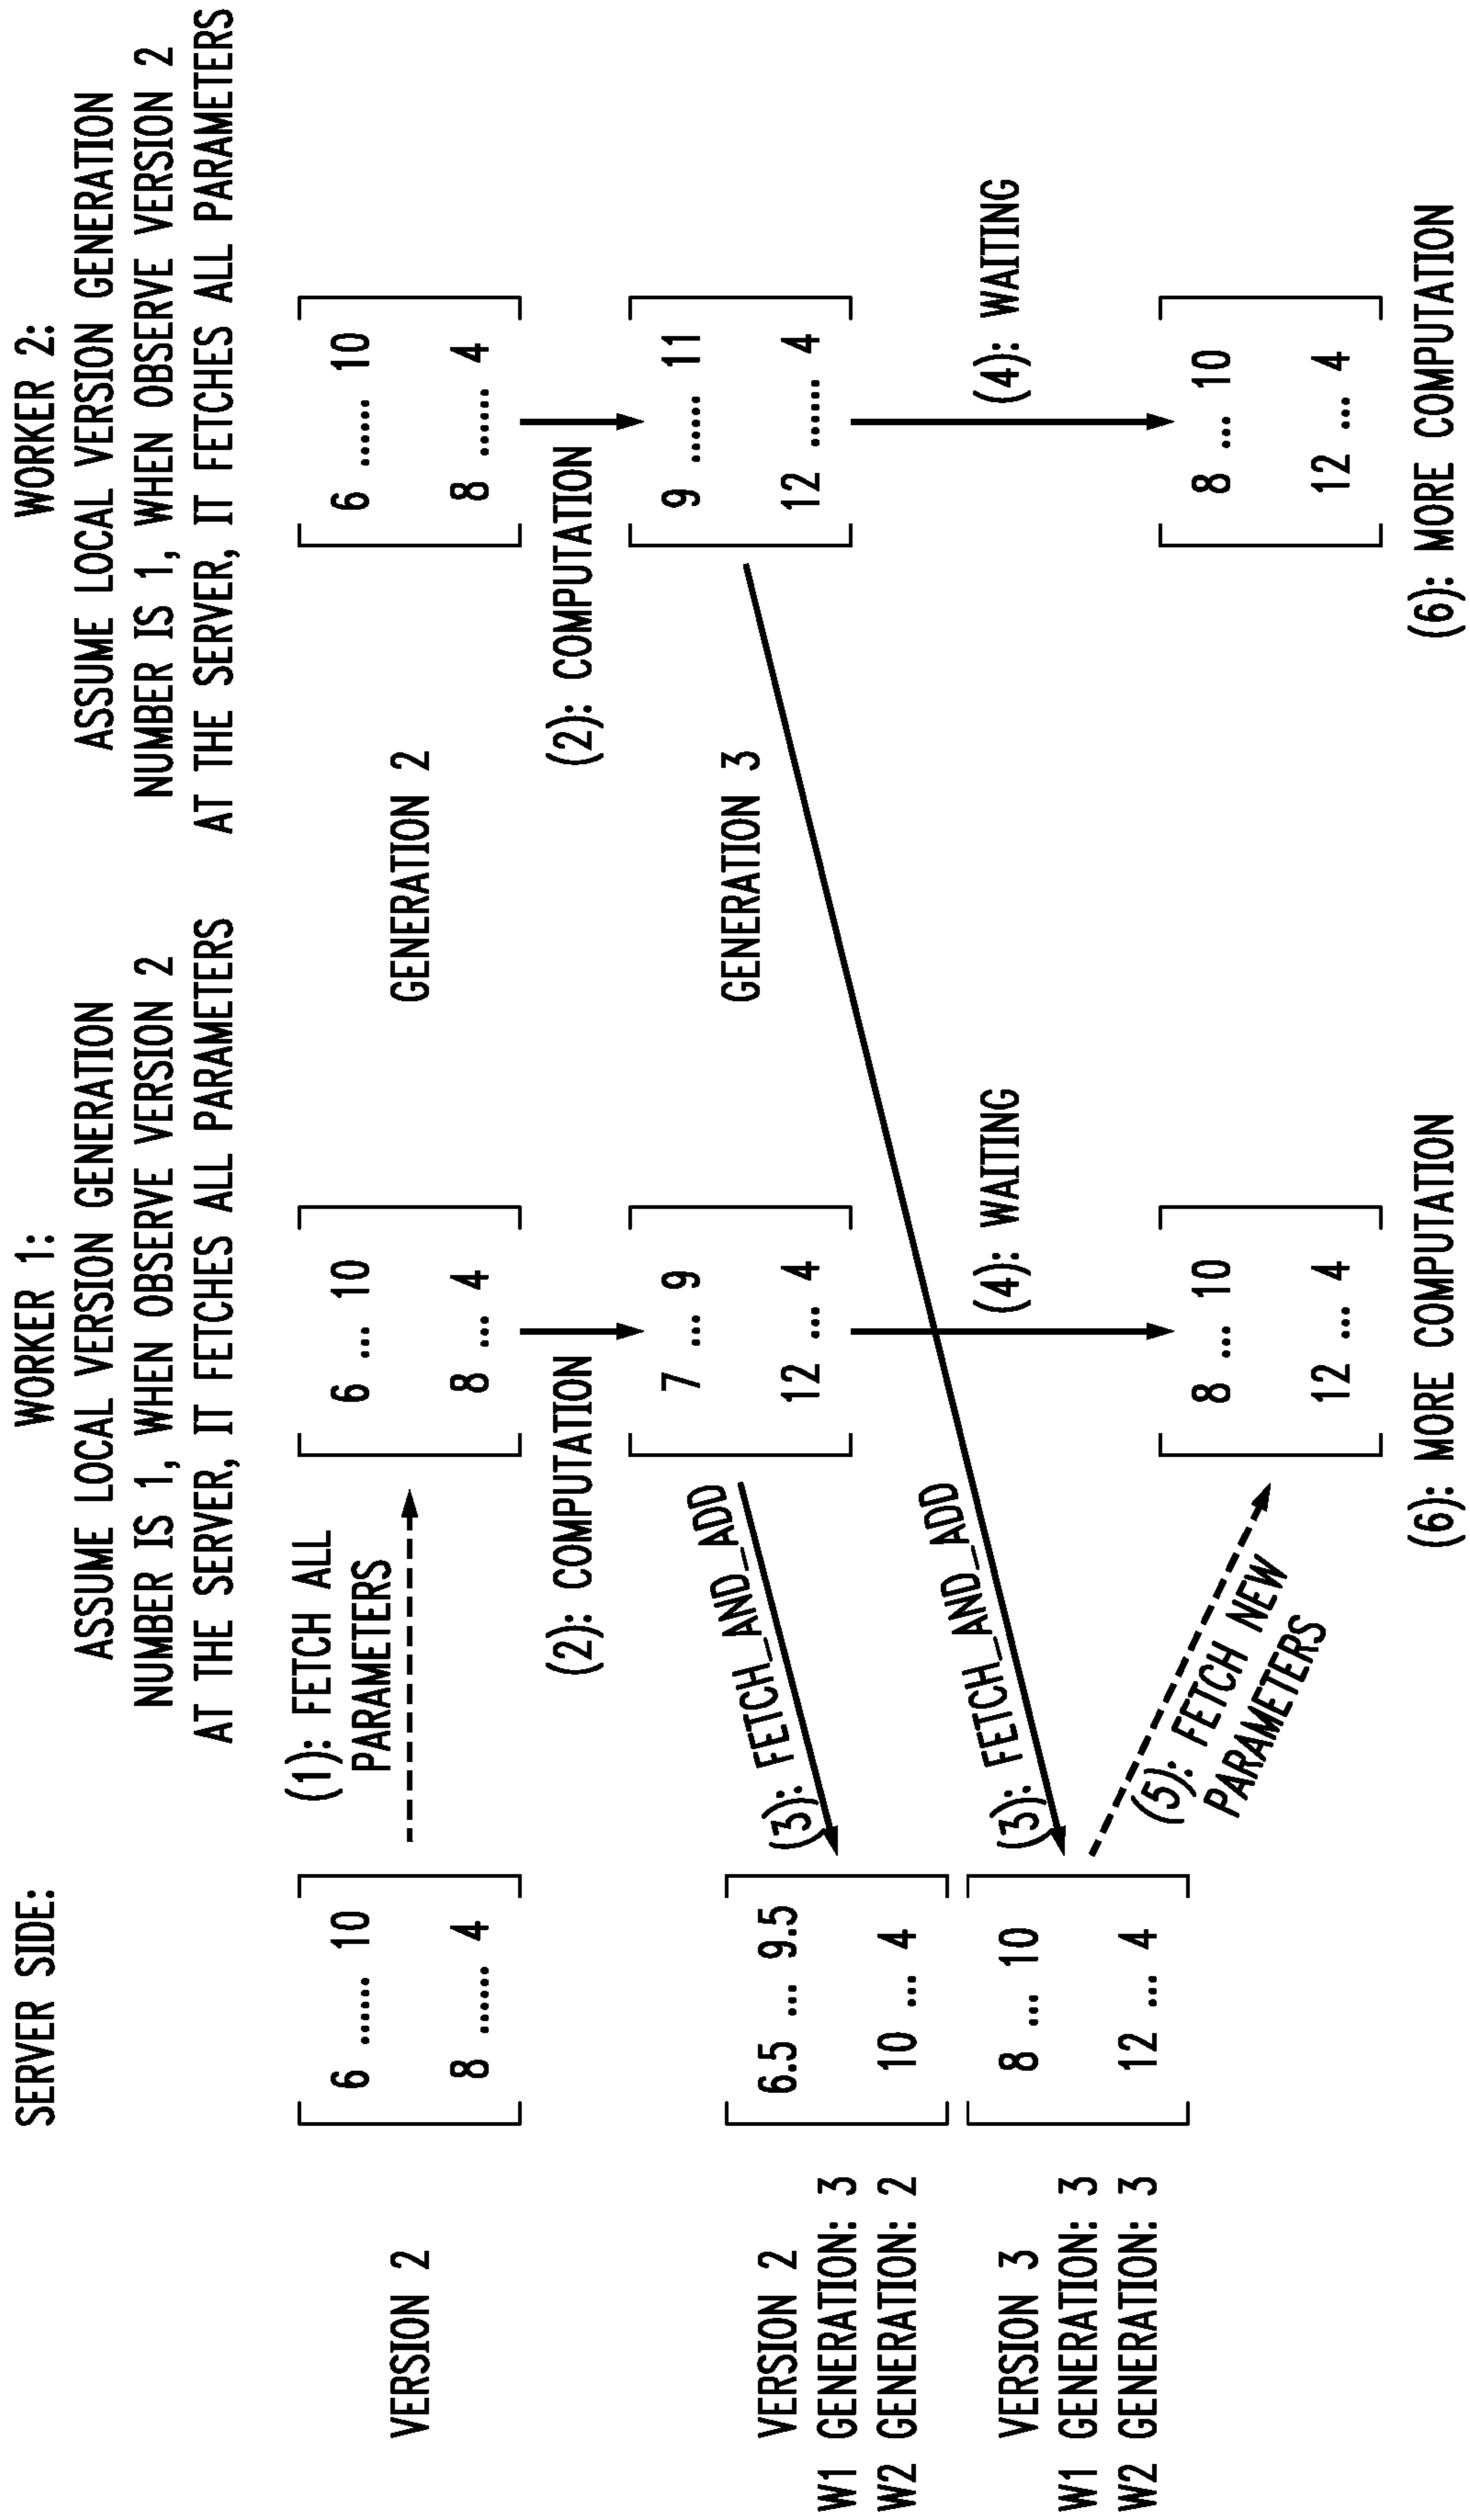 SERVER SIDE:
WORKER 1:
ASSUME LOCAL VERSION GENERATION
NUMBER IS 1, WHEN OBSERVE VERSION 2
AT THE SERVER, IT FETCHES ALL PARAMETERS
WORKER 2:
ASSUME LOCAL VERSION GENERATION
NUMBER IS 1, WHEN OBSERVE VERSION 2
AT THE SERVER, IT FETCHES ALL PARAMETERS
VERSION 2
6 ...... 10
8 ...... 4
(1): FETCH ALL
PARAMETERS
6 ... 10
8 ... 4
GENERATION 2
6 ...... 10
8 ...... 4
(2): COMPUTATION
(2): COMPUTATION
7 ... 9
12 ... 4
GENERATION 3
9 ...... 11
12 ...... 4
(3): FETCH_AND_ADD
VERSION 2
W1 GENERATION: 3
W2 GENERATION: 2
6.5 ... 9.5
10 ... 4
(3): FETCH_AND_ADD
(4): WAITING
(4): WAITING
VERSION 3
W1 GENERATION: 3
W2 GENERATION: 3
8 ... 10
12 ... 4
(5): FETCH NEW
PARAMETERS
8 ... 10
12 ... 4
8 ... 10
12 ... 4
(6): MORE COMPUTATION
(6): MORE COMPUTATION